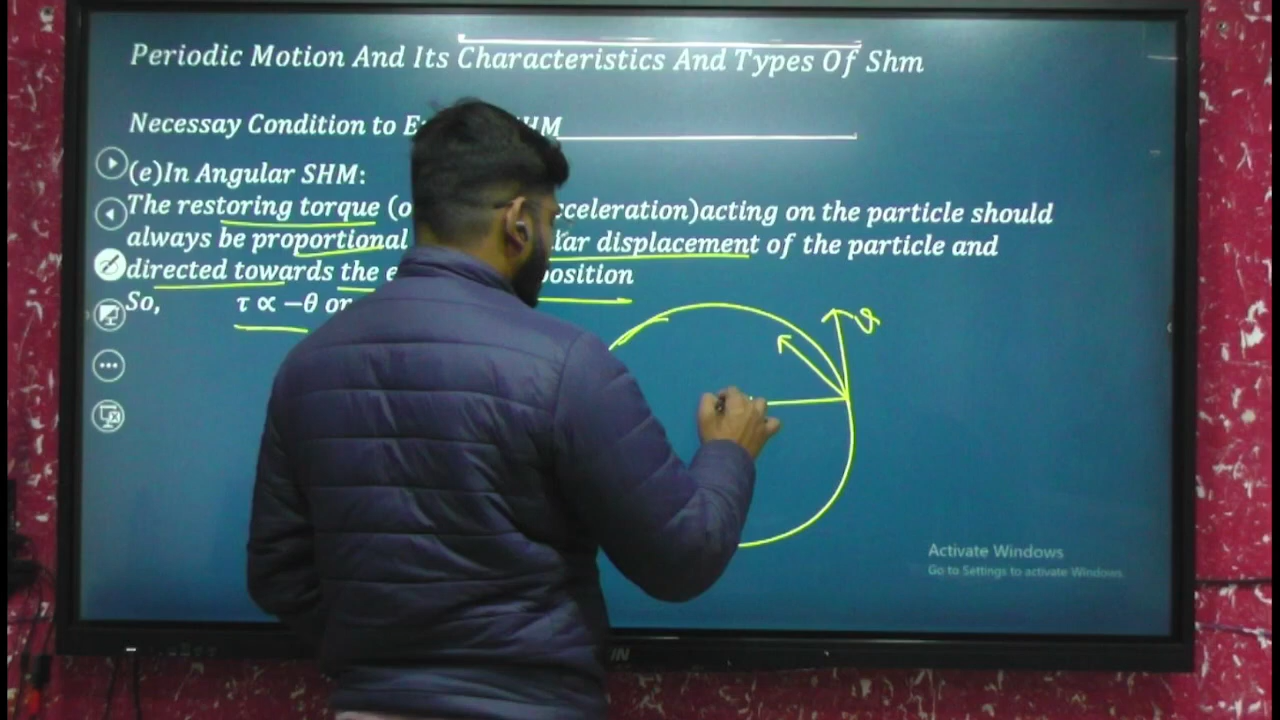 Periodic Motion And Its Characteristics And Types Of Shm
Necessay Condition to HM
(e)In Angular SHM:
The restoring torque (o cceleration)acting on the particle should
always be proportional lar displacement of the particle and
directed towards the e position
So, τ ∝ −θ or
Activate Windows
Go to Settings to activate Windows.